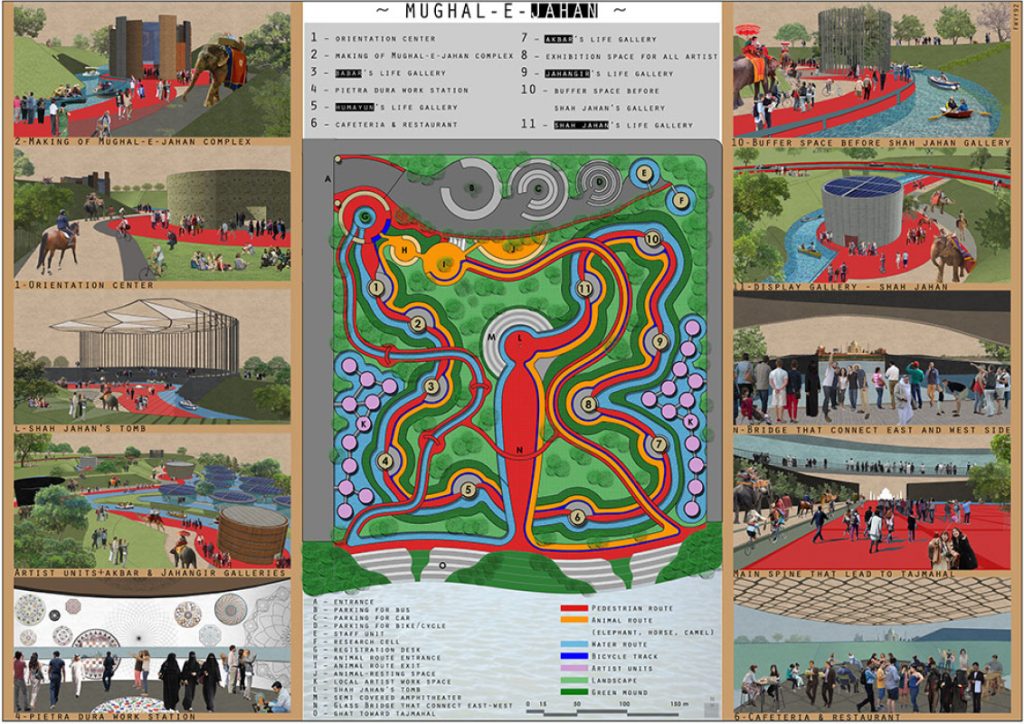 ~ MUGHAL-E-JAHAN ~
1 - ORIENTATION CENTER
2 - MAKING OF MUGHAL-E-JAHAN COMPLEX
3 - BABAR'S LIFE GALLERY
4 - PIETRA DURA WORK STATION
5 - HUMAYUN'S LIFE GALLERY
6 - CAFETERIA & RESTAURANT
7 - AKBAR'S LIFE GALLERY
8 - EXHIBITION SPACE FOR ALL ARTIST
9 - JAHANGIR'S LIFE GALLERY
10 - BUFFER SPACE BEFORE
SHAH JAHAN'S GALLERY
11 - SHAH JAHAN'S LIFE GALLERY
2-MAKING OF MUGHAL-E-JAHAN COMPLEX
1-ORIENTATION CENTER
L-SHAH JAHAN'S TOMB
ARTIST UNITS+AKBAR & JAHANGIR GALLERIES
4-PIETRA DURA WORK STATION
A
B
C
D
E
F
G
H
I
J
1
2
3
4
5
6
7
8
9
10
11
M
L
K
K
N
O
A - ENTRANCE
B - PARKING FOR BUS
C - PARKING FOR CAR
D - PARKING FOR BIKE/CYCLE
E - STAFF UNIT
F - RESEARCH CELL
G - REGISTRATION DESK
H - ANIMAL ROUTE ENTRANCE
I - ANIMAL ROUTE EXIT
J - ANIMAL-RESTING SPACE
K - LOCAL ARTIST WORK SPACE
L - SHAH JAHAN'S TOMB
M - SEMI COVERED AMPHITHEATER
N - GLASS BRIDGE THAT CONNECT EAST-WEST
O - GHAT TOWARD TAJMAHAL
PEDESTRIAN ROUTE
ANIMAL ROUTE
(ELEPHANT, HORSE, CAMEL)
WATER ROUTE
BICYCLE TRACK
ARTIST UNITS
LANDSCAPE
GREEN MOUND
0 15 50 100 150 m
10-BUFFER SPACE BEFORE SHAH JAHAN GALLERY
11-DISPLAY GALLERY - SHAH JAHAN
N-BRIDGE THAT CONNECT EAST AND WEST SIDE
MAIN SPINE THAT LEAD TO TAJMAHAL
6-CAFETERIA & RESTAURANT